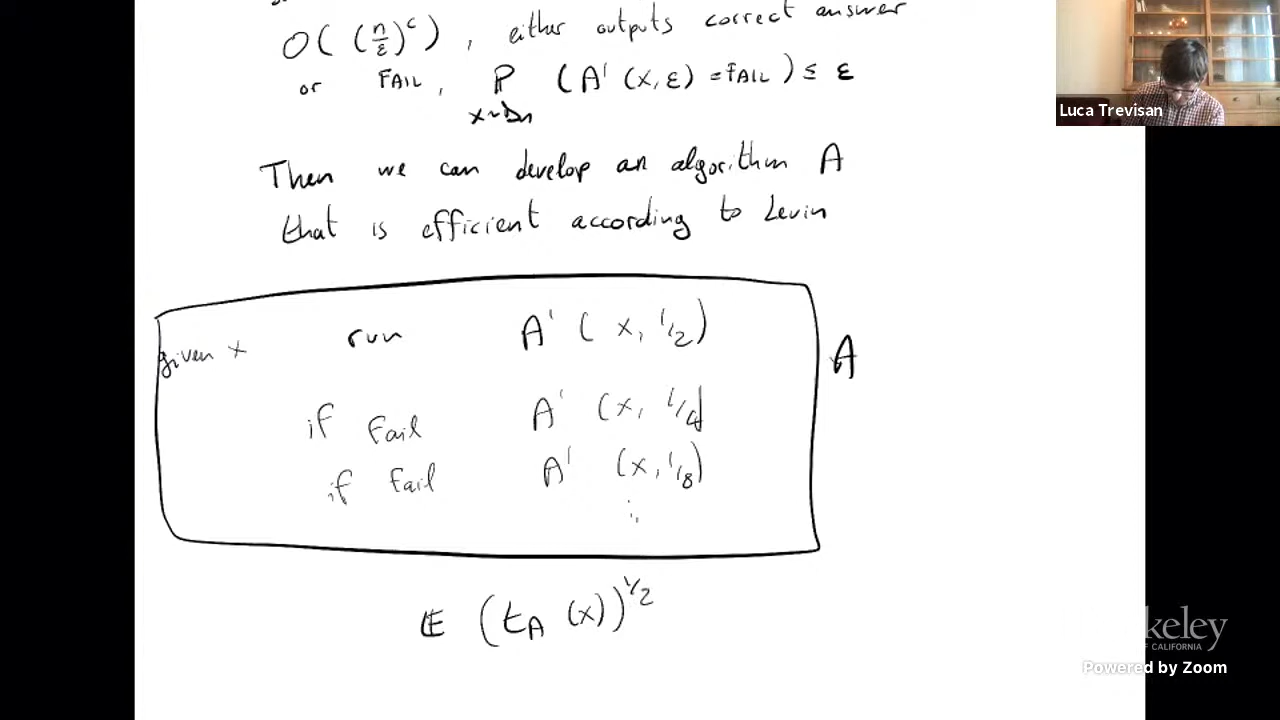 O( (n/ε)^c ) , either outputs correct answer
or FAIL, P (A' (x, ε) = FAIL) ≤ ε
x~Dn
Then we can develop an algorithm A
that is efficient according to Levin
given x run A' ( x, 1/2)
A
if Fail A' (x, 1/4)
if Fail A' (x, 1/8)
⋮
E (t_A (x))^1/2
Luca Trevisan
keley
F CALIFORNIA
Powered by Zoom